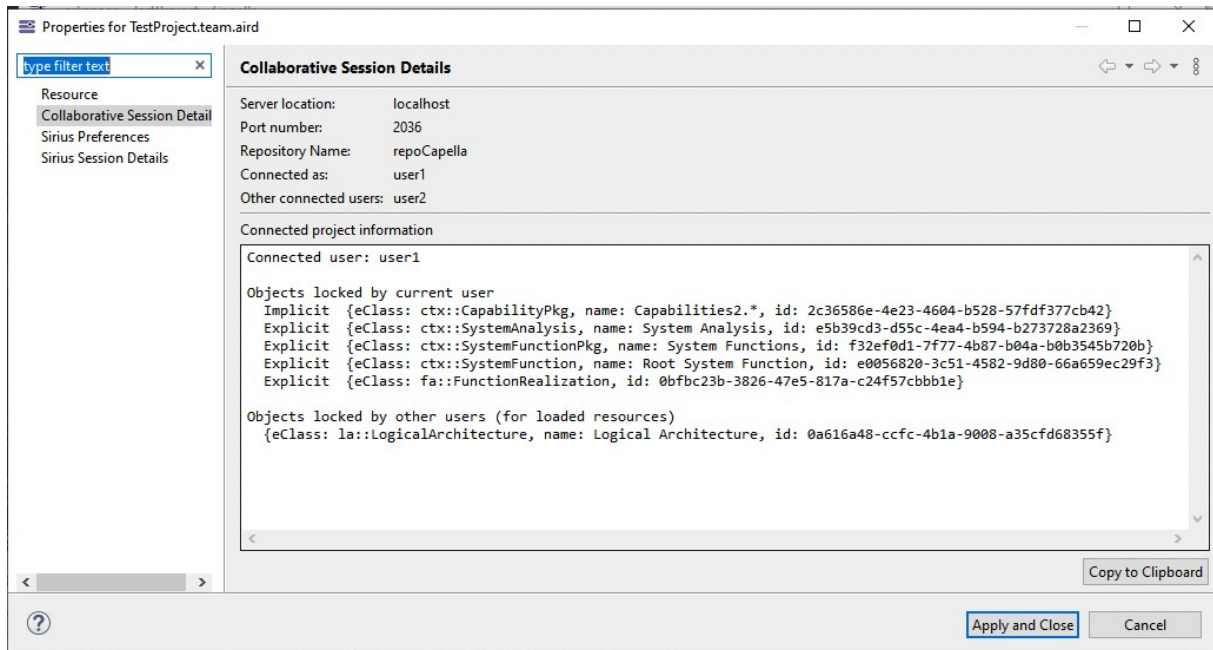 Properties for TestProject.team.aird
type filter text
Resource
Collaborative Session Detail
Sirius Preferences
Sirius Session Details
Collaborative Session Details
Server location: localhost
Port number: 2036
Repository Name: repoCapella
Connected as: user1
Other connected users: user2
Connected project information
Connected user: user1
Objects locked by current user
Implicit {eClass: ctx::CapabilityPkg, name: Capabilities2.*, id: 2c36586e-4e23-4604-b528-57fdf377cb42}
Explicit {eClass: ctx::SystemAnalysis, name: System Analysis, id: e5b39cd3-d55c-4ea4-b594-b273728a2369}
Explicit {eClass: ctx::SystemFunctionPkg, name: System Functions, id: f32ef0d1-7f77-4b87-b04a-b0b3545b720b}
Explicit {eClass: ctx::SystemFunction, name: Root System Function, id: e0056820-3c51-4582-9d80-66a659ec29f3}
Explicit {eClass: fa::FunctionRealization, id: 0bfbc23b-3826-47e5-817a-c24f57cbbb1e}
Objects locked by other users (for loaded resources)
{eClass: la::LogicalArchitecture, name: Logical Architecture, id: 0a616a48-ccfc-4b1a-9008-a35cfd68355f}
Copy to Clipboard
Apply and Close
Cancel